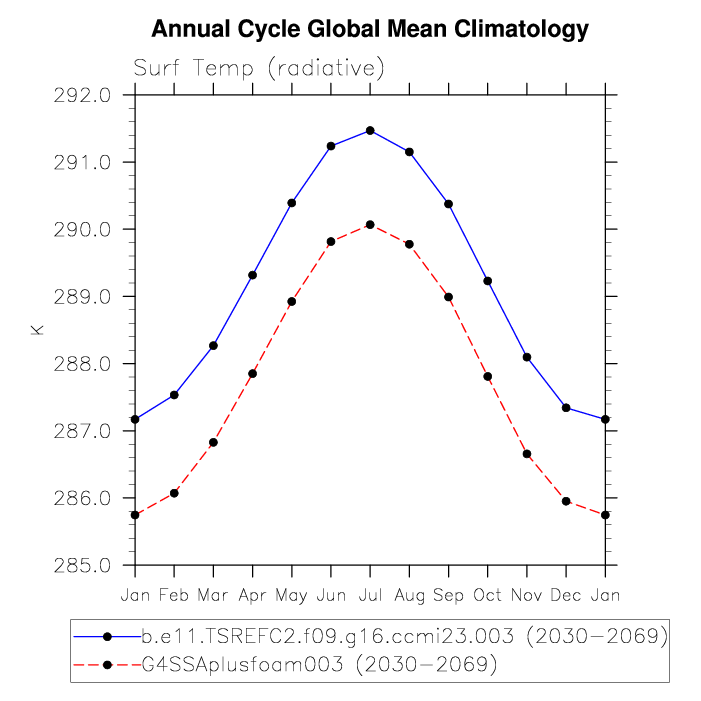 Annual Cycle Global Mean Climatology
Surf Temp (radiative)
292.0
291.0
290.0
289.0
288.0
287.0
286.0
285.0
K
Jan Feb Mar Apr May Jun Jul Aug Sep Oct Nov Dec Jan
b.e11.TSREFC2.f09.g16.ccmi23.003 (2030-2069)
G4SSAplusfoam003 (2030-2069)